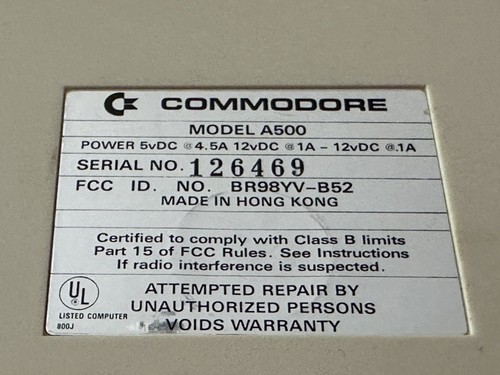 COMMODORE
MODEL A500
POWER 5vDC @ 4.5A 12vDC @ 1A – 12vDC @ .1A
SERIAL NO. 126469
FCC ID. NO. BR98YV-B52
MADE IN HONG KONG
Certified to comply with Class B limits
Part 15 of FCC Rules. See Instructions
If radio interference is suspected.
UL
LISTED COMPUTER
800J
ATTEMPTED REPAIR BY
UNAUTHORIZED PERSONS
VOIDS WARRANTY